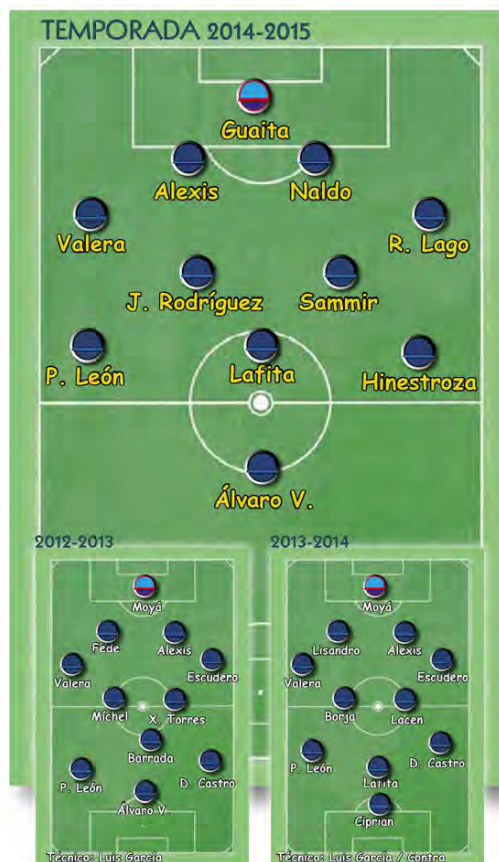 TEMPORADA 2014-2015
Guaita
Alexis
Naldo
Valera
R. Lago
J. Rodríguez
Sammir
P. León
Lafita
Hinestroza
Álvaro V.
2012-2013
Moyá
Fede
Alexis
Valera
Escudero
Míchel
X. Torres
Barrada
P. León
D. Castro
Álvaro V.
Técnico: Luis García
2013-2014
Moyá
Lisandro
Alexis
Valera
Escudero
Borja
Lacen
P. León
D. Castro
Lafita
Ciprian
Técnico: Luis García / Contra